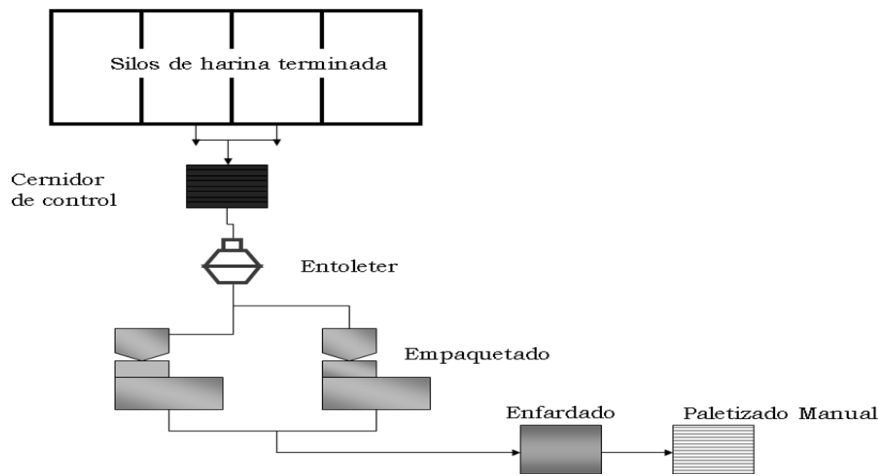 Silos de harina terminada
Cernidor
de control
Entoleter
Empaquetado
Enfardado
Paletizado Manual